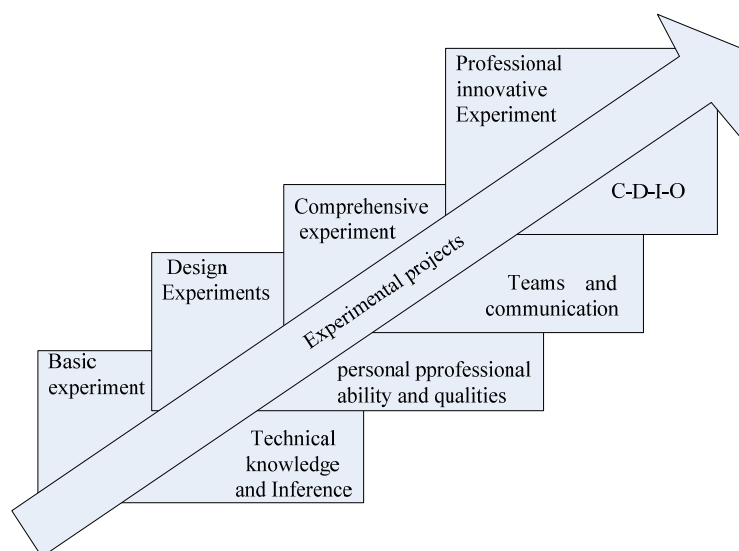 Professional
innovative
Experiment
C-D-I-O
Comprehensive
experiment
Teams and
communication
Design
Experiments
personal pprofessional
ability and qualities
Basic
experiment
Technical
knowledge
and Inference
Experimental projects